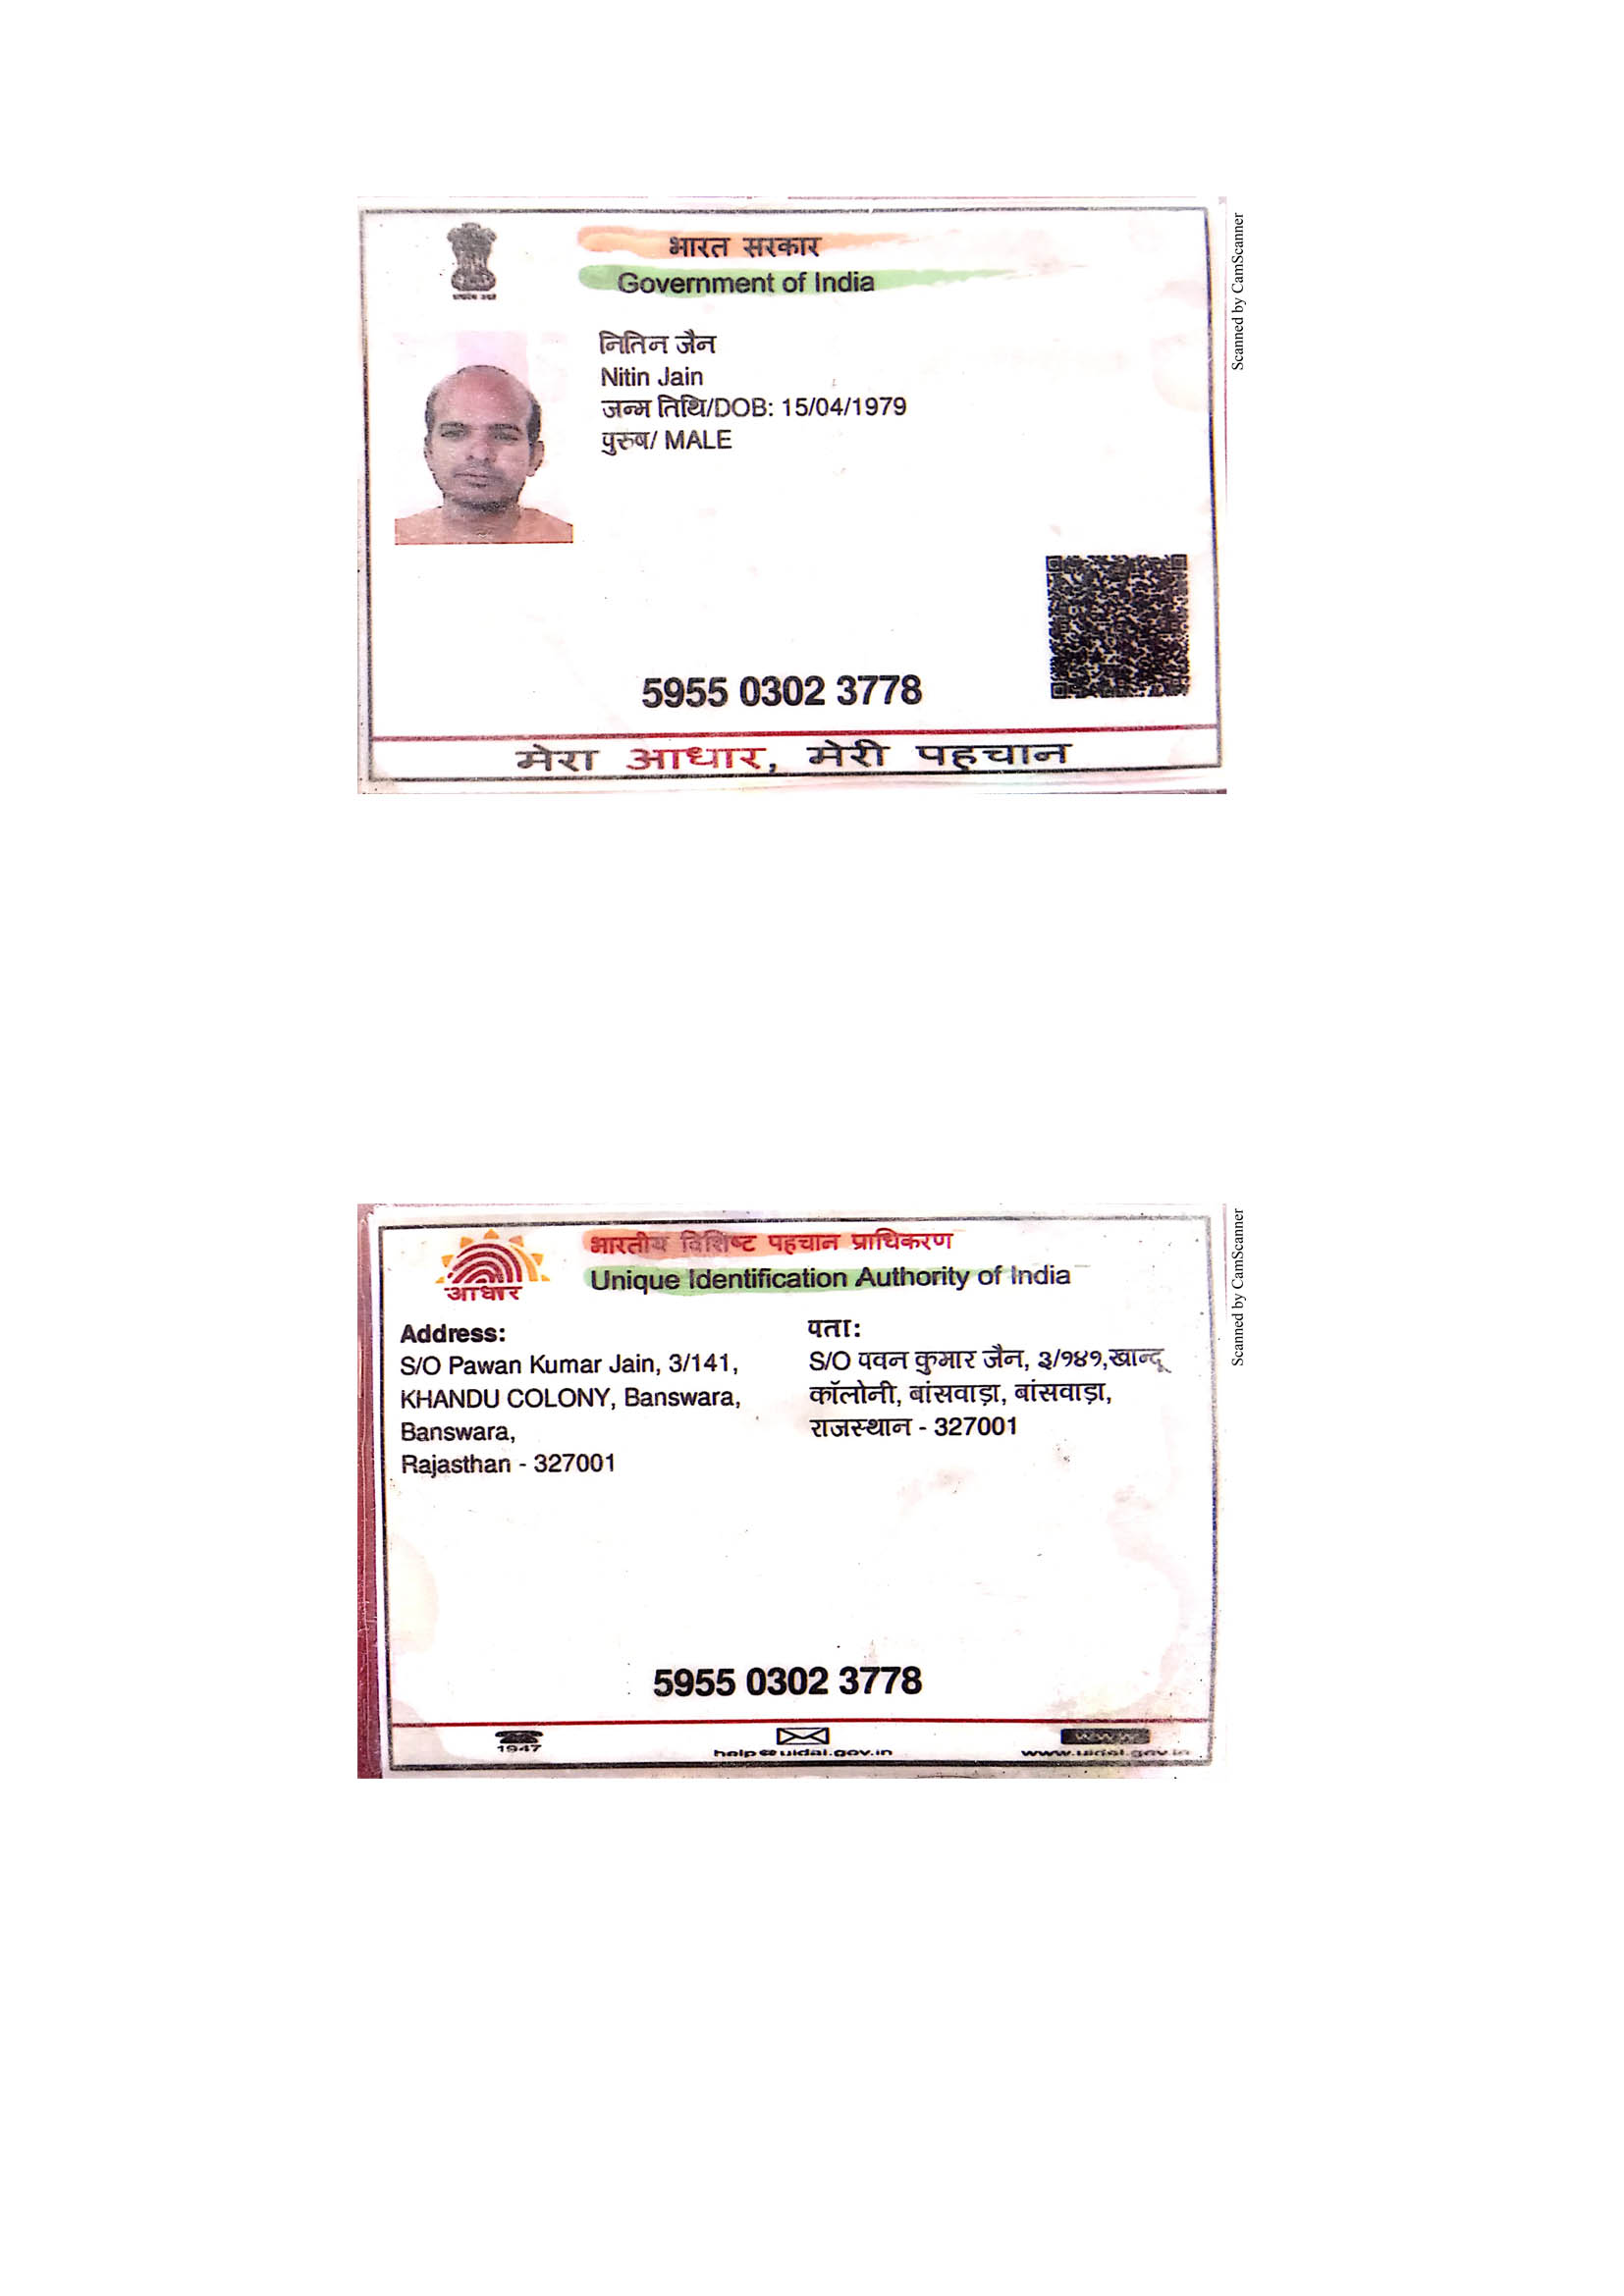 भारत सरकार
Government of India
नितिन जैन
Nitin Jain
जन्म तिथि/DOB: 15/04/1979
पुरुष/ MALE
5955 0302 3778
मेरा आधार, मेरी पहचान
Scanned by CamScanner
भारतीय विशिष्ट पहचान प्राधिकरण
Unique Identification Authority of India
आधार
Address:
S/O Pawan Kumar Jain, 3/141,
KHANDU COLONY, Banswara,
Banswara,
Rajasthan - 327001
पता:
S/O पवन कुमार जैन, ३/१४१,खान्दू
कॉलोनी, बांसवाड़ा, बांसवाड़ा,
राजस्थान - 327001
5955 0302 3778
1947
help@uidai.gov.in
www
www.uidai.gov.in
Scanned by CamScanner